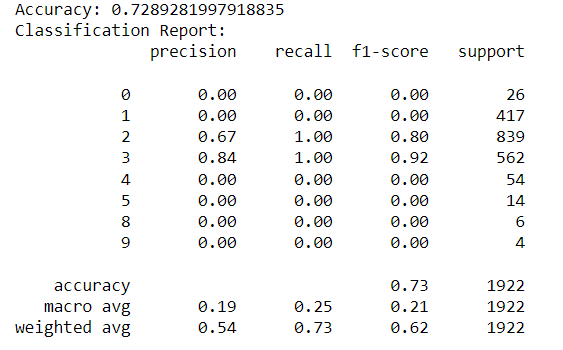 Accuracy: 0.7289281997918835
Classification Report:
precision recall f1-score support
0 0.00 0.00 0.00 26
1 0.00 0.00 0.00 417
2 0.67 1.00 0.80 839
3 0.84 1.00 0.92 562
4 0.00 0.00 0.00 54
5 0.00 0.00 0.00 14
8 0.00 0.00 0.00 6
9 0.00 0.00 0.00 4
accuracy 0.73 1922
macro avg 0.19 0.25 0.21 1922
weighted avg 0.54 0.73 0.62 1922